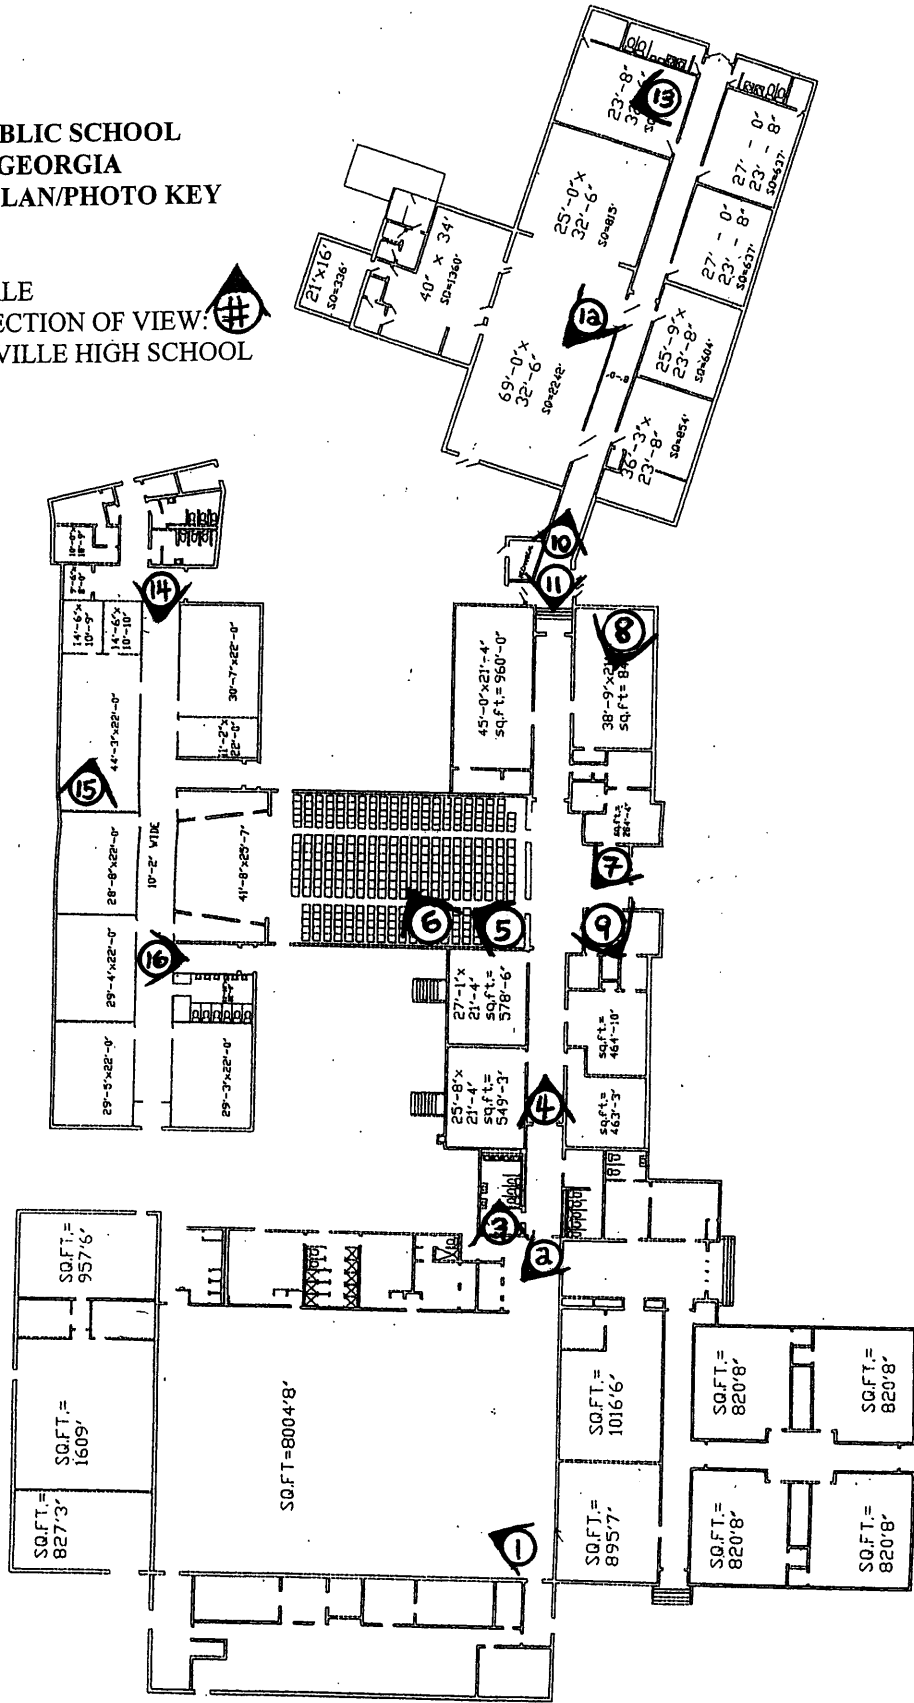 BLIC SCHOOL
GEORGIA
LAN/PHOTO KEY
LE
ECTION OF VIEW: #
VILLE HIGH SCHOOL
13
23'-8"
27' - 0"
23' - 8"
SQ=637'
25'-0"x
32'-6"
SQ=815'
27' - 0"
23' - 8"
SQ=637'
21'x16'
SQ=336'
40' x 34'
SQ=1360'
12
69'-0"x
32'-6"
SQ=2242'
25'-9"x
23'-8"
SQ=604'
36'-3"x
23'-8"
SQ=854'
10
11
14
7'-6"x
8'-0"
14'-6"x
10'-9"
14'-6"x
10'-10"
30'-7"x22'-0"
11'-2"x
22'-0"
44'-3"x22'-0"
15
28'-8"x22'-0"
10'-2" WIDE
41'-8"x25'-7"
29'-4"x22'-0"
16
29'-5"x22'-0"
29'-3"x22'-0"
45'-0"x21'-4"
sq.ft.= 960'-0"
8
38'-9"x21
sq.ft.= 84
sq.ft.=
7
6
5
9
27'-1"x
21'-4"
sq.ft.=
578'-6"
sq.ft.=
464'-10"
25'-8"x
21'-4"
sq.ft.=
549'-3"
4
sq.ft.=
463'-3"
3
2
SQ.FT.=
957'6"
SQ.FT.=
1609'
SQ.FT.=
827'3"
SQ.FT=8004'8"
1
SQ.FT.=
1016'6"
SQ.FT.=
895'7"
SQ.FT.=
820'8"
SQ.FT.=
820'8"
SQ.FT.=
820'8"
SQ.FT.=
820'8"